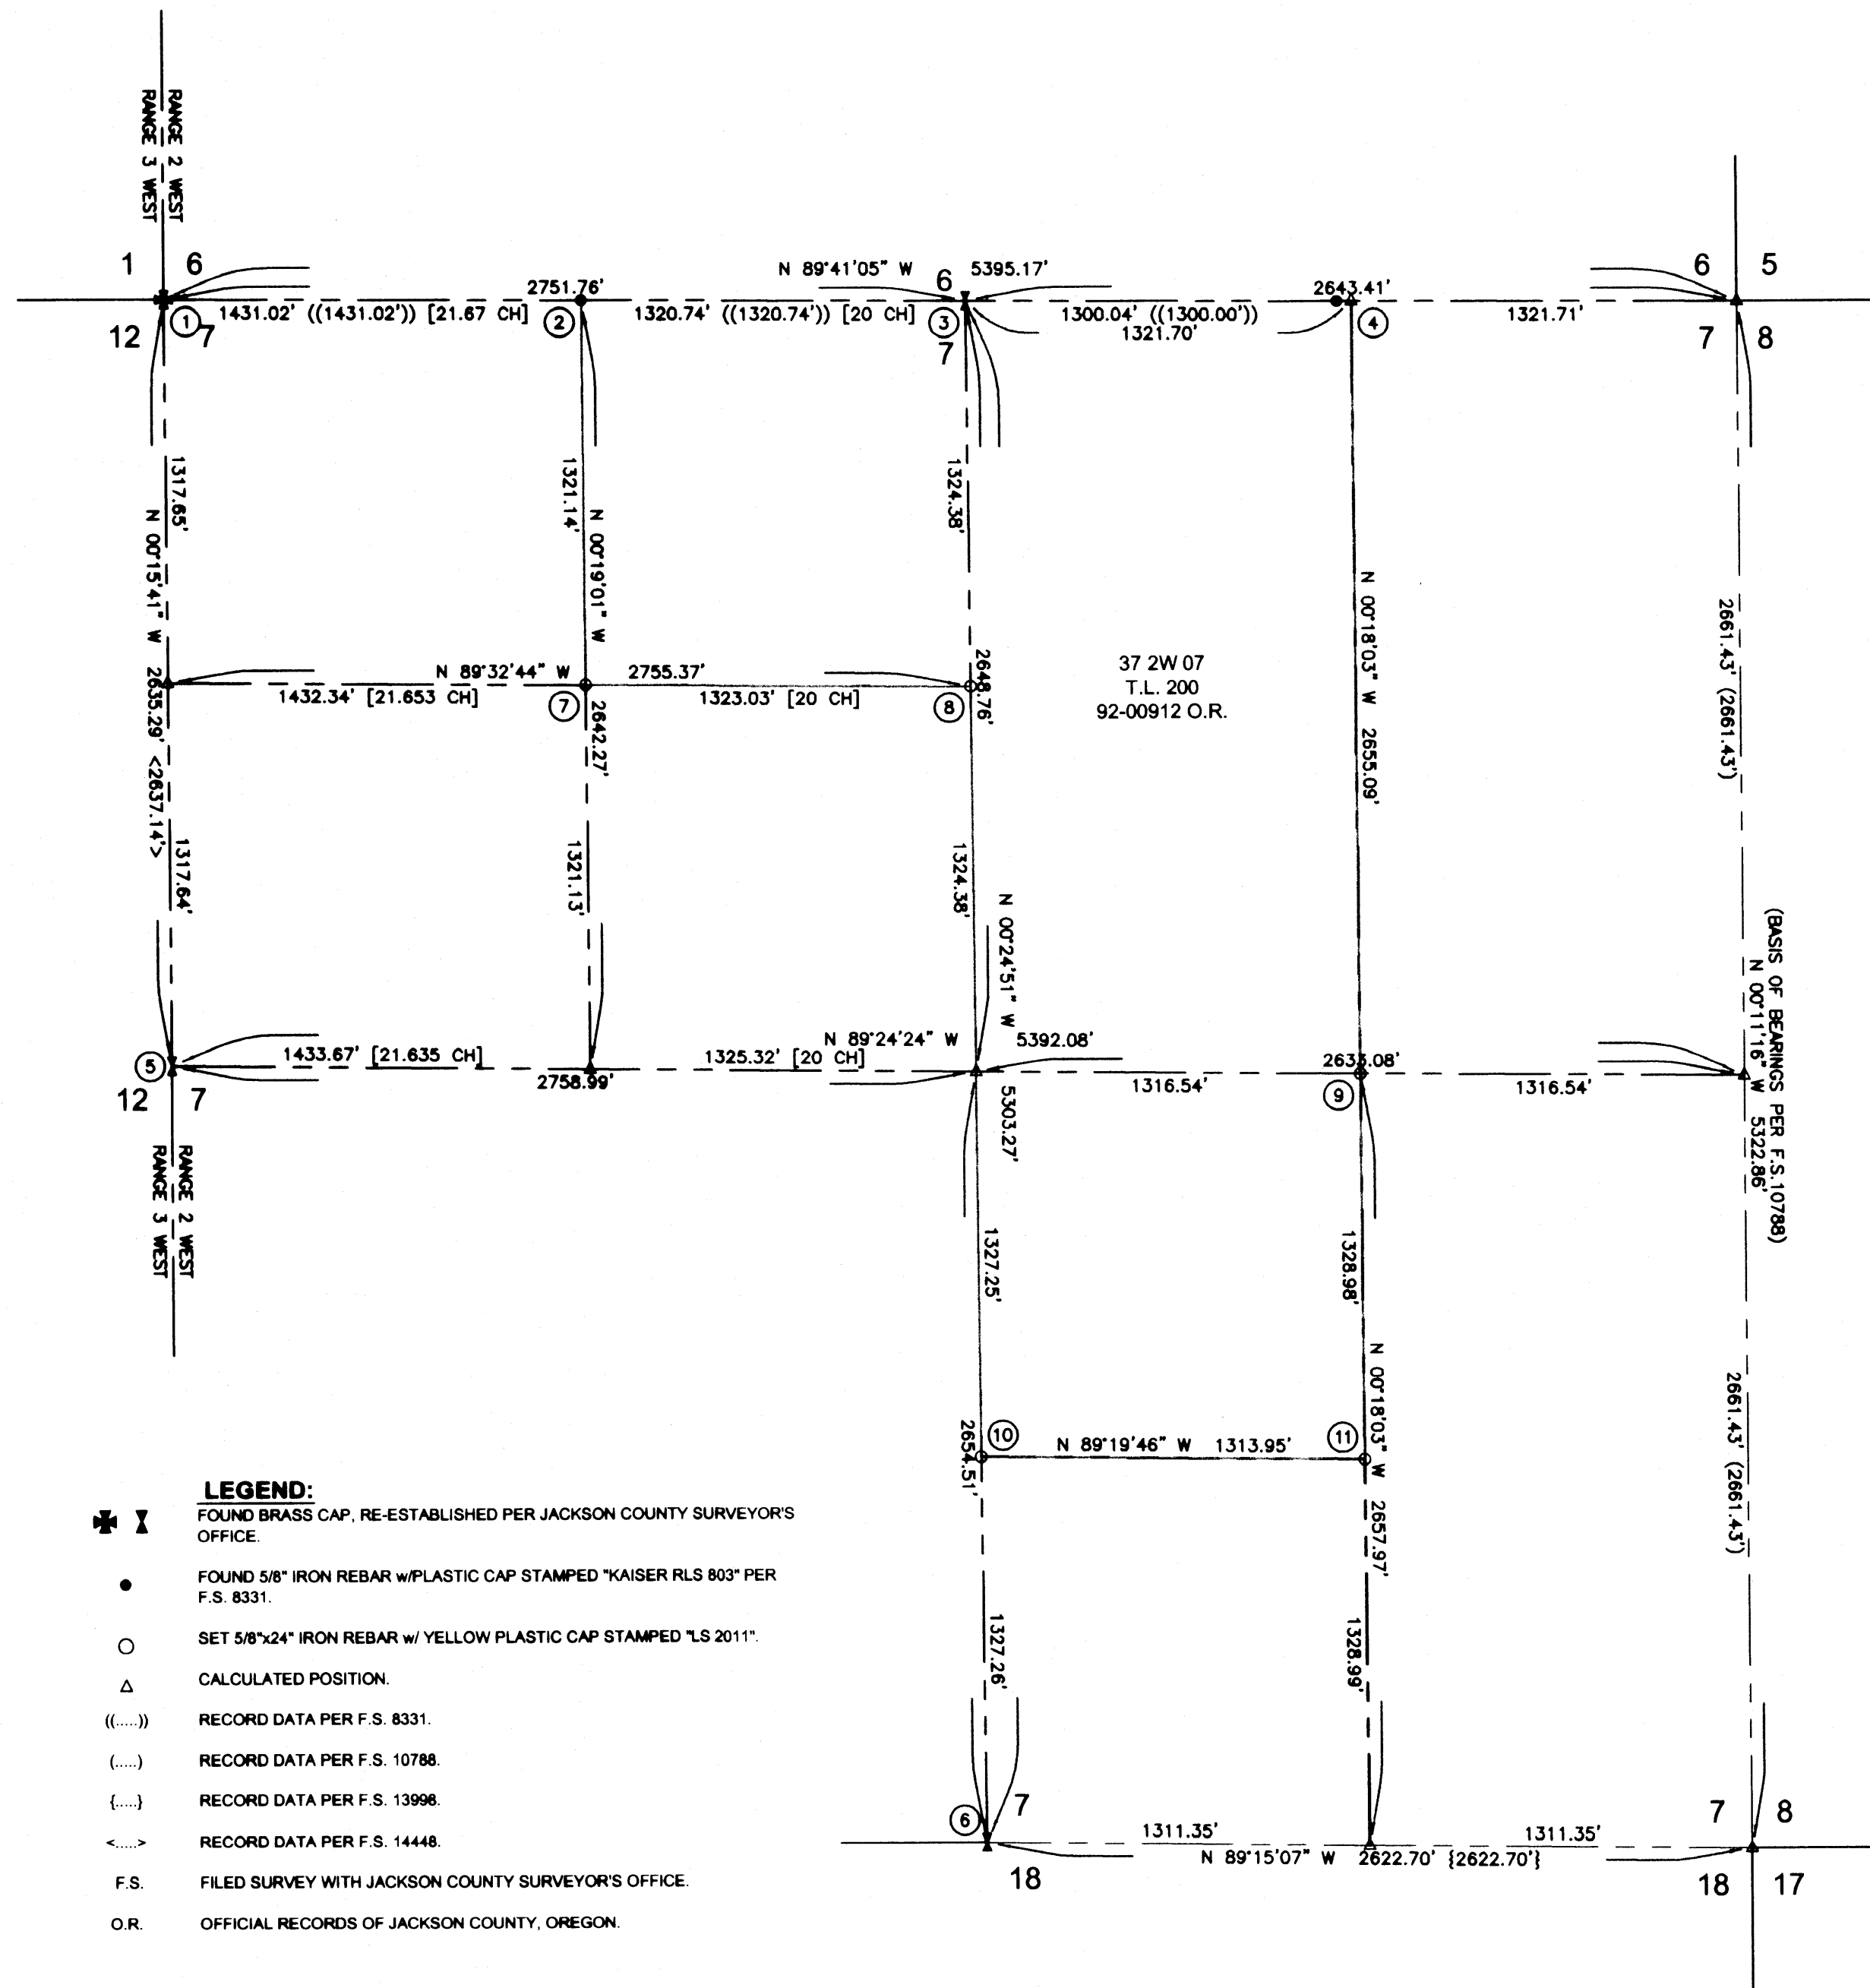 RANGE 2 WEST
RANGE 3 WEST
1 6
12 7
N 89°41'05" W 5395.17'
6
7
6 5
7 8
2751.76'
2643.41'
1431.02' ((1431.02')) [21.67 CH]
1320.74' ((1320.74')) [20 CH]
1300.04' ((1300.00'))
1321.70'
1321.71'
1
2
3
4
1317.65'
N 00°15'41" W 2635.29' <2637.14'>
1317.64'
1321.14'
N 00°19'01" W
2642.27'
1321.13'
1324.38'
2648.76'
1324.38'
N 00°24'51" W
5303.27'
N 00°18'03" W 2655.09'
2661.43' (2661.43')
N 89°32'44" W 2755.37'
1432.34' [21.653 CH]
1323.03' [20 CH]
7
8
37 2W 07
T.L. 200
92-00912 O.R.
(BASIS OF BEARINGS PER F.S.10788)
N 00°11'16" W 5322.86'
N 89°24'24" W 5392.08'
1433.67' [21.635 CH]
1325.32' [20 CH]
2758.99'
2633.08'
1316.54'
1316.54'
5
9
12 7
RANGE 2 WEST
RANGE 3 WEST
1327.25'
2654.51'
1327.26'
1328.98'
N 00°18'03" W 2657.97'
1328.99'
2661.43' (2661.43')
10
11
N 89°19'46" W 1313.95'
6
7
18
1311.35'
1311.35'
N 89°15'07" W 2622.70' {2622.70'}
7 8
18 17
LEGEND:
FOUND BRASS CAP, RE-ESTABLISHED PER JACKSON COUNTY SURVEYOR'S
OFFICE.
FOUND 5/8" IRON REBAR w/PLASTIC CAP STAMPED "KAISER RLS 803" PER
F.S. 8331.
SET 5/8"x24" IRON REBAR w/ YELLOW PLASTIC CAP STAMPED "LS 2011".
CALCULATED POSITION.
((.....)) RECORD DATA PER F.S. 8331.
(.....) RECORD DATA PER F.S. 10788.
{.....} RECORD DATA PER F.S. 13998.
<.....> RECORD DATA PER F.S. 14448.
F.S. FILED SURVEY WITH JACKSON COUNTY SURVEYOR'S OFFICE.
O.R. OFFICIAL RECORDS OF JACKSON COUNTY, OREGON.